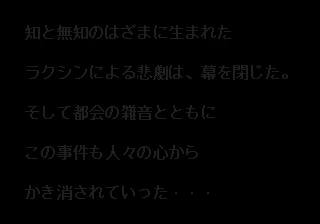 知と無知のはざまに生まれた
ラクシンによる悲劇は、幕を閉じた。
そして都会の雑音とともに
この事件も人々の心から
かき消されていった・・・